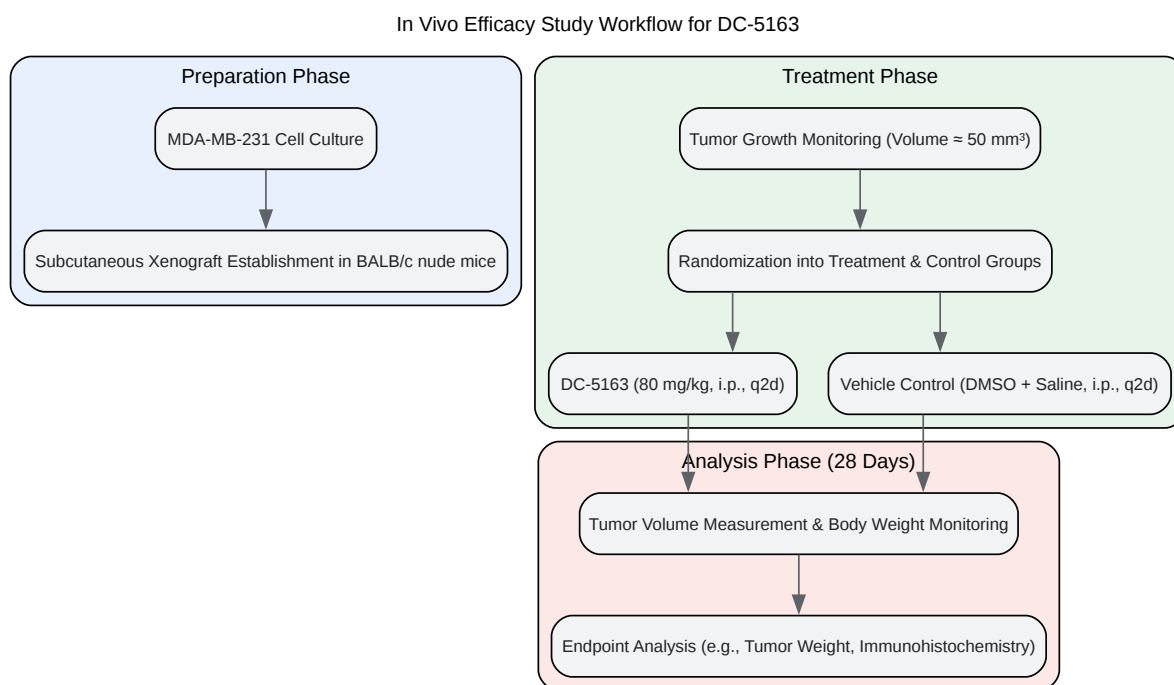 In Vivo Efficacy Study Workflow for DC-5163
Preparation Phase
MDA-MB-231 Cell Culture
Subcutaneous Xenograft Establishment in BALB/c nude mice
Treatment Phase
Tumor Growth Monitoring (Volume ≈ 50 mm³)
Randomization into Treatment & Control Groups
DC-5163 (80 mg/kg, i.p., q2d)
Vehicle Control (DMSO + Saline, i.p., q2d)
Analysis Phase (28 Days)
Tumor Volume Measurement & Body Weight Monitoring
Endpoint Analysis (e.g., Tumor Weight, Immunohistochemistry)